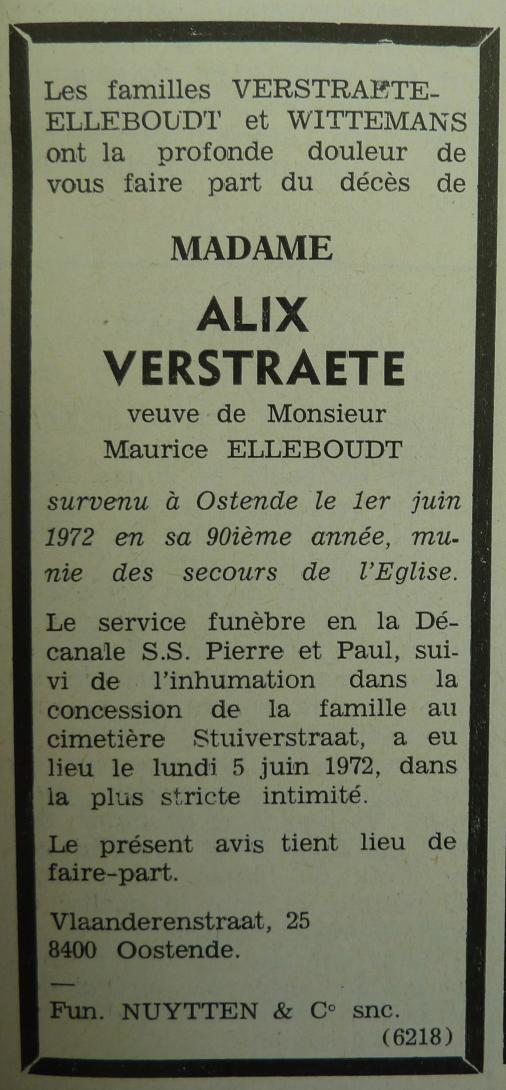 Les familles VERSTRAETE-
ELLEBOUDT et WITTEMANS
ont la profonde douleur de
vous faire part du décès de
MADAME
ALIX
VERSTRAETE
veuve de Monsieur
Maurice ELLEBOUDT
survenu à Ostende le 1er juin
1972 en sa 90ième année, mu-
nie des secours de l'Eglise.
Le service funèbre en la Dé-
canale S.S. Pierre et Paul, sui-
vi de l'inhumation dans la
concession de la famille au
cimetière Stuiverstraat, a eu
lieu le lundi 5 juin 1972, dans
la plus stricte intimité.
Le présent avis tient lieu de
faire-part.
Vlaanderenstraat, 25
8400 Oostende.
—
Fun. NUYTTEN & Cº snc.
(6218)